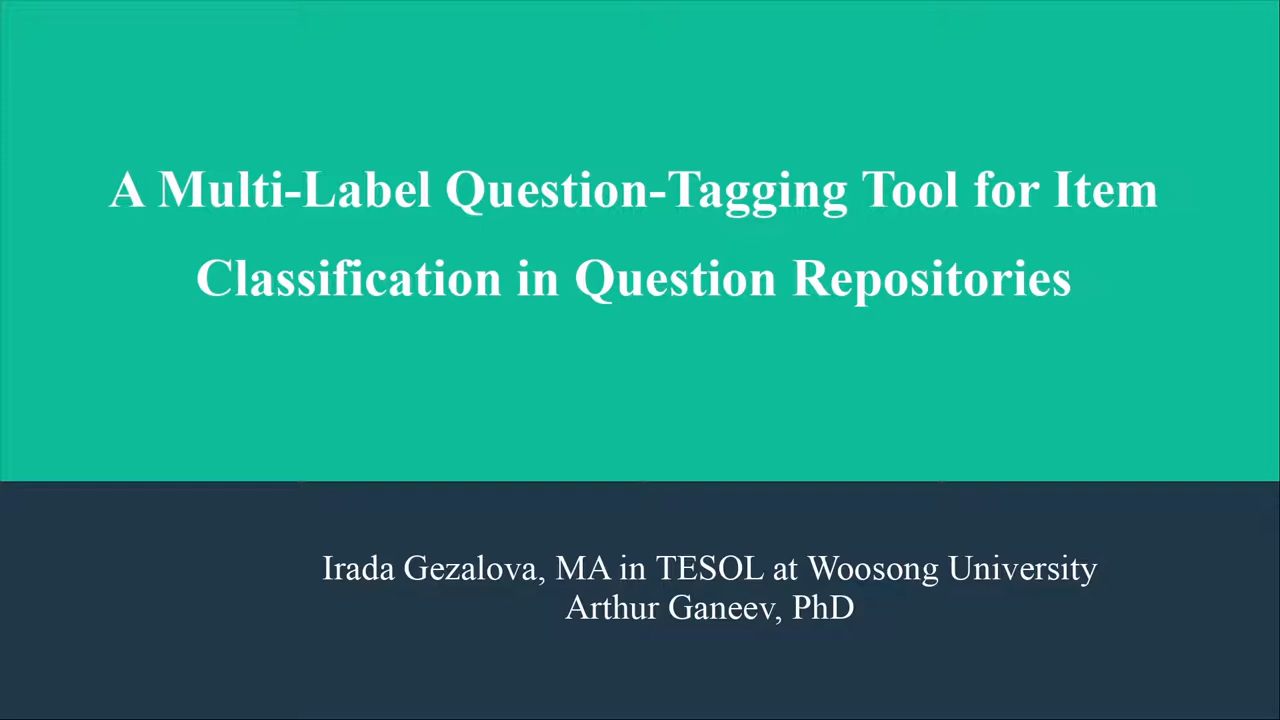 A Multi-Label Question-Tagging Tool for Item
Classification in Question Repositories
Irada Gezalova, MA in TESOL at Woosong University
Arthur Ganeev, PhD